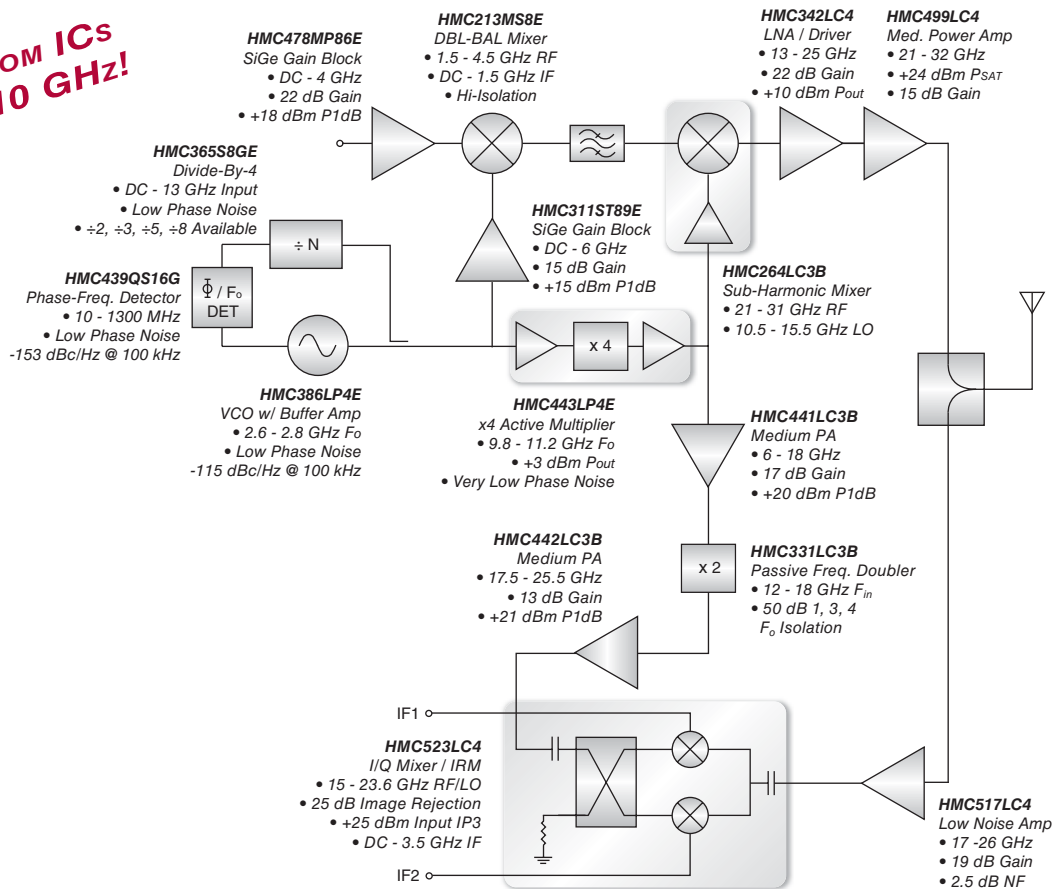 OM ICs
10 GHz!
HMC478MP86E
SiGe Gain Block
• DC - 4 GHz
• 22 dB Gain
• +18 dBm P1dB
HMC213MS8E
DBL-BAL Mixer
• 1.5 - 4.5 GHz RF
• DC - 1.5 GHz IF
• Hi-Isolation
HMC342LC4
LNA / Driver
• 13 - 25 GHz
• 22 dB Gain
• +10 dBm Pout
HMC499LC4
Med. Power Amp
• 21 - 32 GHz
• +24 dBm PSAT
• 15 dB Gain
HMC365S8GE
Divide-By-4
• DC - 13 GHz Input
• Low Phase Noise
• ÷2, ÷3, ÷5, ÷8 Available
÷ N
HMC311ST89E
SiGe Gain Block
• DC - 6 GHz
• 15 dB Gain
• +15 dBm P1dB
HMC439QS16G
Phase-Freq. Detector
• 10 - 1300 MHz
• Low Phase Noise
-153 dBc/Hz @ 100 kHz
Φ / Fo
DET
HMC264LC3B
Sub-Harmonic Mixer
• 21 - 31 GHz RF
• 10.5 - 15.5 GHz LO
x 4
HMC386LP4E
VCO w/ Buffer Amp
• 2.6 - 2.8 GHz Fo
• Low Phase Noise
-115 dBc/Hz @ 100 kHz
HMC443LP4E
x4 Active Multiplier
• 9.8 - 11.2 GHz Fo
• +3 dBm Pout
• Very Low Phase Noise
HMC441LC3B
Medium PA
• 6 - 18 GHz
• 17 dB Gain
• +20 dBm P1dB
HMC442LC3B
Medium PA
• 17.5 - 25.5 GHz
• 13 dB Gain
• +21 dBm P1dB
x 2
HMC331LC3B
Passive Freq. Doubler
• 12 - 18 GHz Fin
• 50 dB 1, 3, 4
Fo Isolation
IF1
HMC523LC4
I/Q Mixer / IRM
• 15 - 23.6 GHz RF/LO
• 25 dB Image Rejection
• +25 dBm Input IP3
• DC - 3.5 GHz IF
IF2
HMC517LC4
Low Noise Amp
• 17 -26 GHz
• 19 dB Gain
• 2.5 dB NF